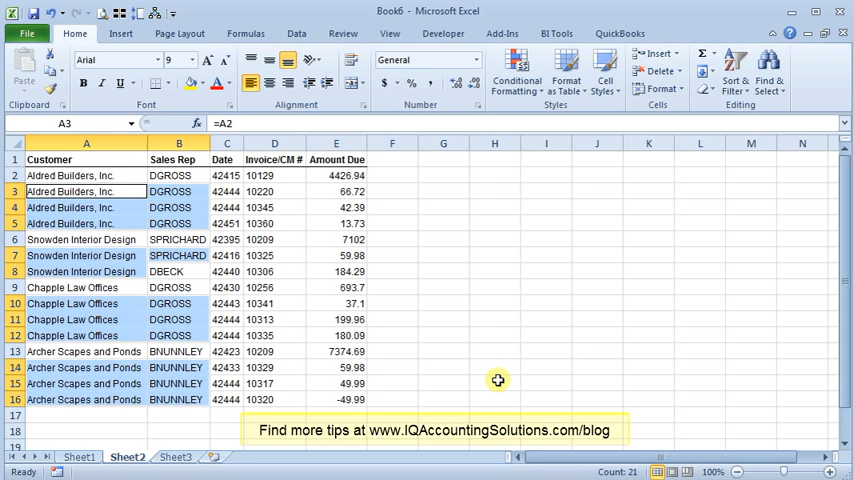 Book6 - Microsoft Excel
File Home Insert Page Layout Formulas Data Review View Developer Add-Ins BI Tools QuickBooks
Paste
Arial 9
General
Conditional Formatting
Format as Table
Cell Styles
Insert
Delete
Format
Sort & Filter
Find & Select
Clipboard Font Alignment Number Styles Cells Editing
A3 fx =A2
A B C D E F G H I J K L M N
1 Customer Sales Rep Date Invoice/CM # Amount Due
2 Aldred Builders, Inc. DGROSS 42415 10129 4426.94
3 Aldred Builders, Inc. DGROSS 42444 10220 66.72
4 Aldred Builders, Inc. DGROSS 42444 10345 42.39
5 Aldred Builders, Inc. DGROSS 42451 10360 13.73
6 Snowden Interior Design SPRICHARD 42395 10209 7102
7 Snowden Interior Design SPRICHARD 42416 10325 59.98
8 Snowden Interior Design DBECK 42440 10306 184.29
9 Chapple Law Offices DGROSS 42430 10256 693.7
10 Chapple Law Offices DGROSS 42443 10341 37.1
11 Chapple Law Offices DGROSS 42444 10313 199.96
12 Chapple Law Offices DGROSS 42444 10335 180.09
13 Archer Scapes and Ponds BNUNNLEY 42423 10209 7374.69
14 Archer Scapes and Ponds BNUNNLEY 42433 10329 59.98
15 Archer Scapes and Ponds BNUNNLEY 42444 10317 49.99
16 Archer Scapes and Ponds BNUNNLEY 42444 10320 -49.99
17
18
19
Find more tips at www.IQAccountingSolutions.com/blog
Sheet1 Sheet2 Sheet3
Ready Count: 21 100%